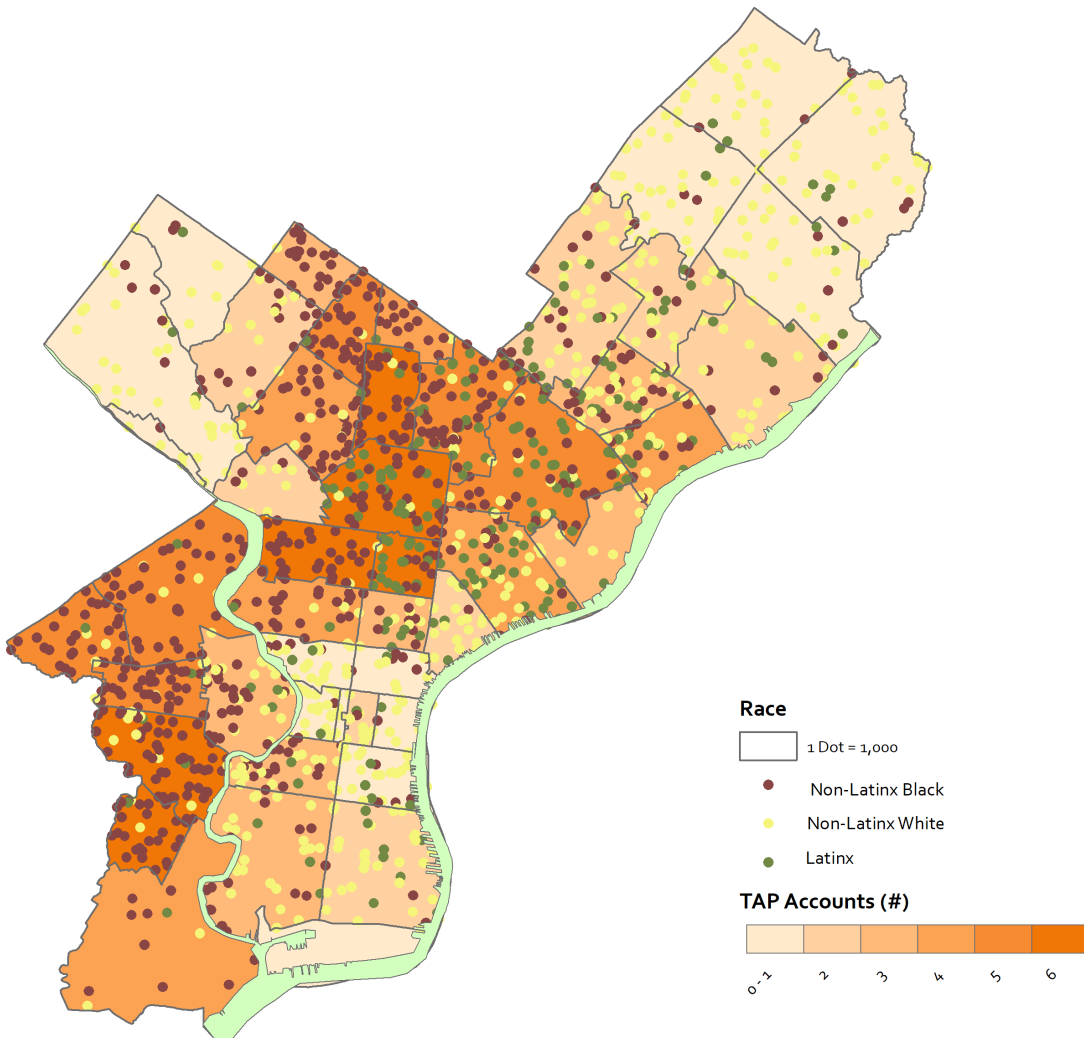 Race
1 Dot = 1,000
Non-Latinx Black
Non-Latinx White
Latinx
TAP Accounts (#)
0 - 1 2 3 4 5 6